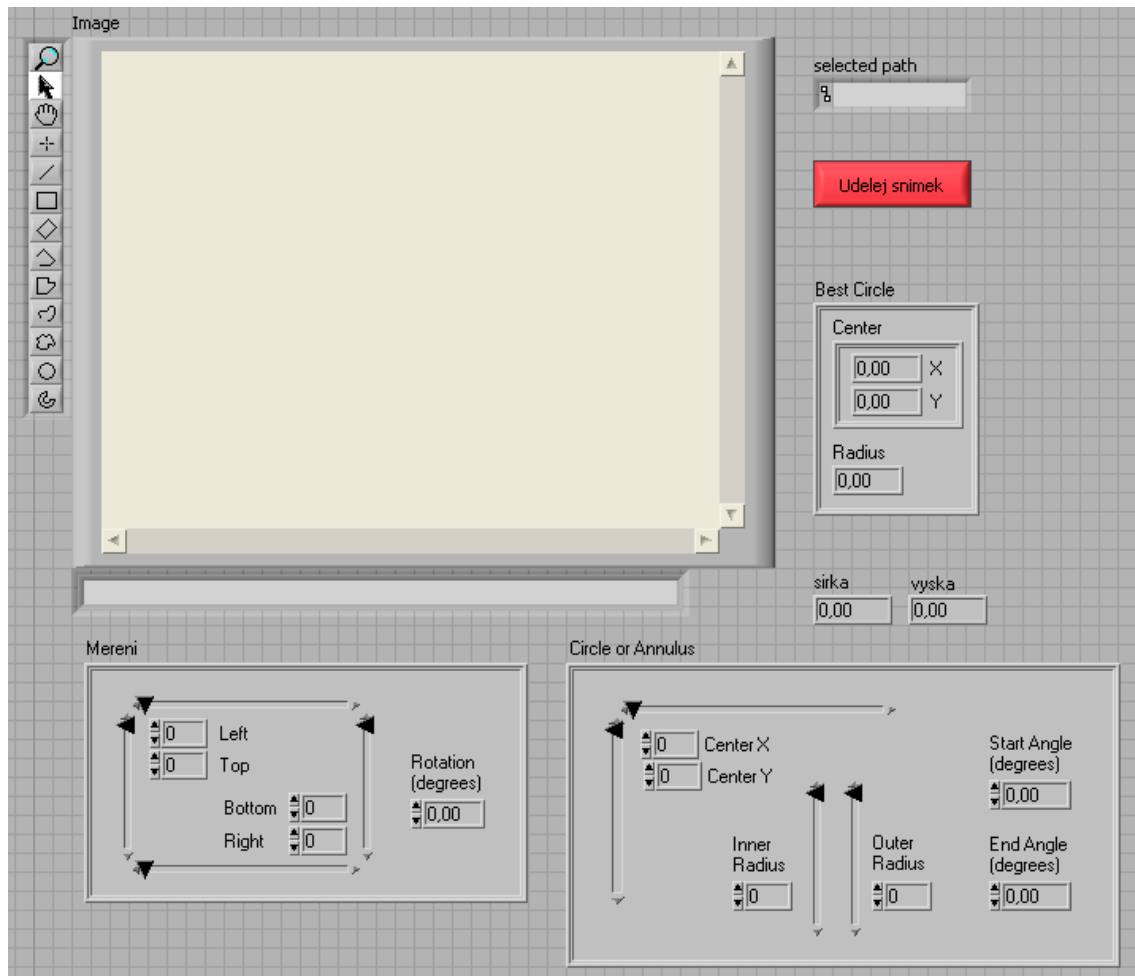 Image
selected path
Udelej snimek
Best Circle
Center
0,00 X
0,00 Y
Radius
0,00
sirka vyska
0,00 0,00
Mereni
0 Left
0 Top
Bottom 0
Right 0
Rotation
(degrees)
0,00
Circle or Annulus
0 Center X
0 Center Y
Inner
Radius
0
Outer
Radius
0
Start Angle
(degrees)
0,00
End Angle
(degrees)
0,00